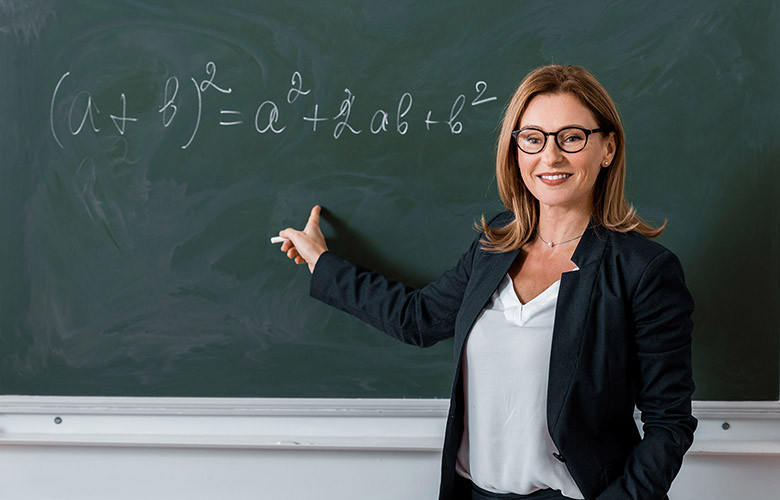 (a + b)² = a² + 2ab + b²